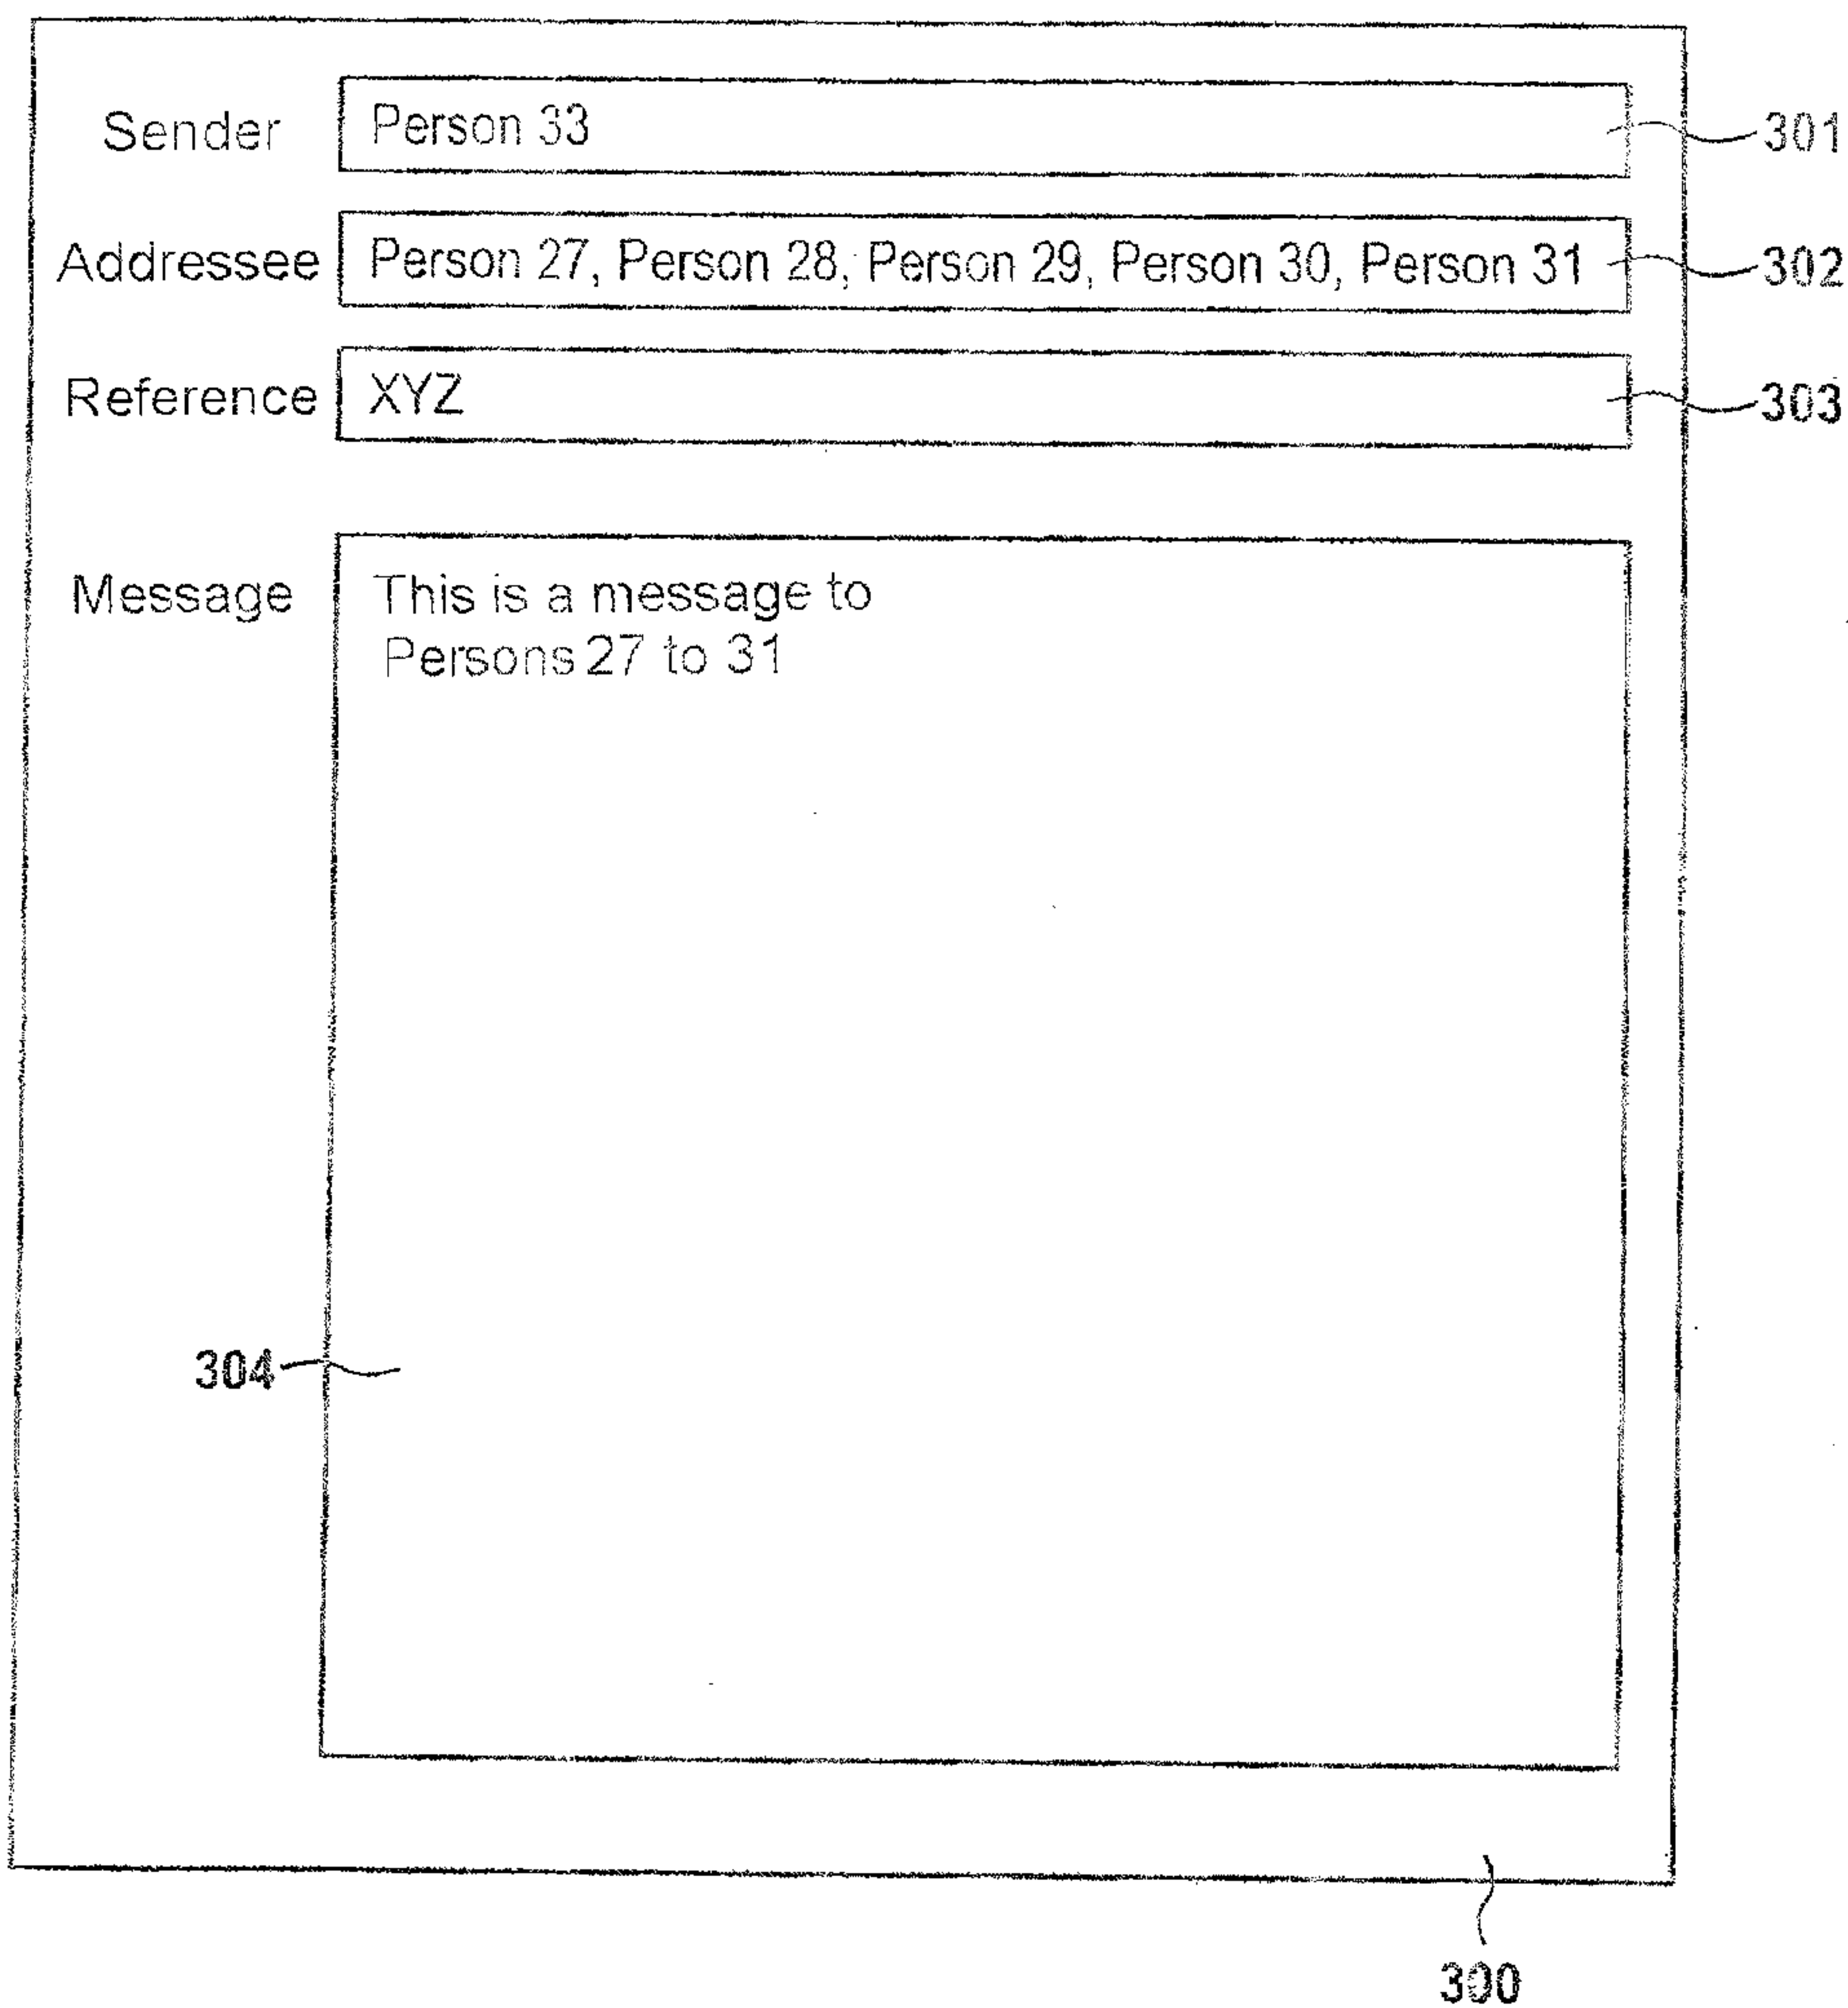 Sender Person 33 301
Addressee Person 27, Person 28, Person 29, Person 30, Person 31 302
Reference XYZ 303
Message This is a message to
Persons 27 to 31
304
300